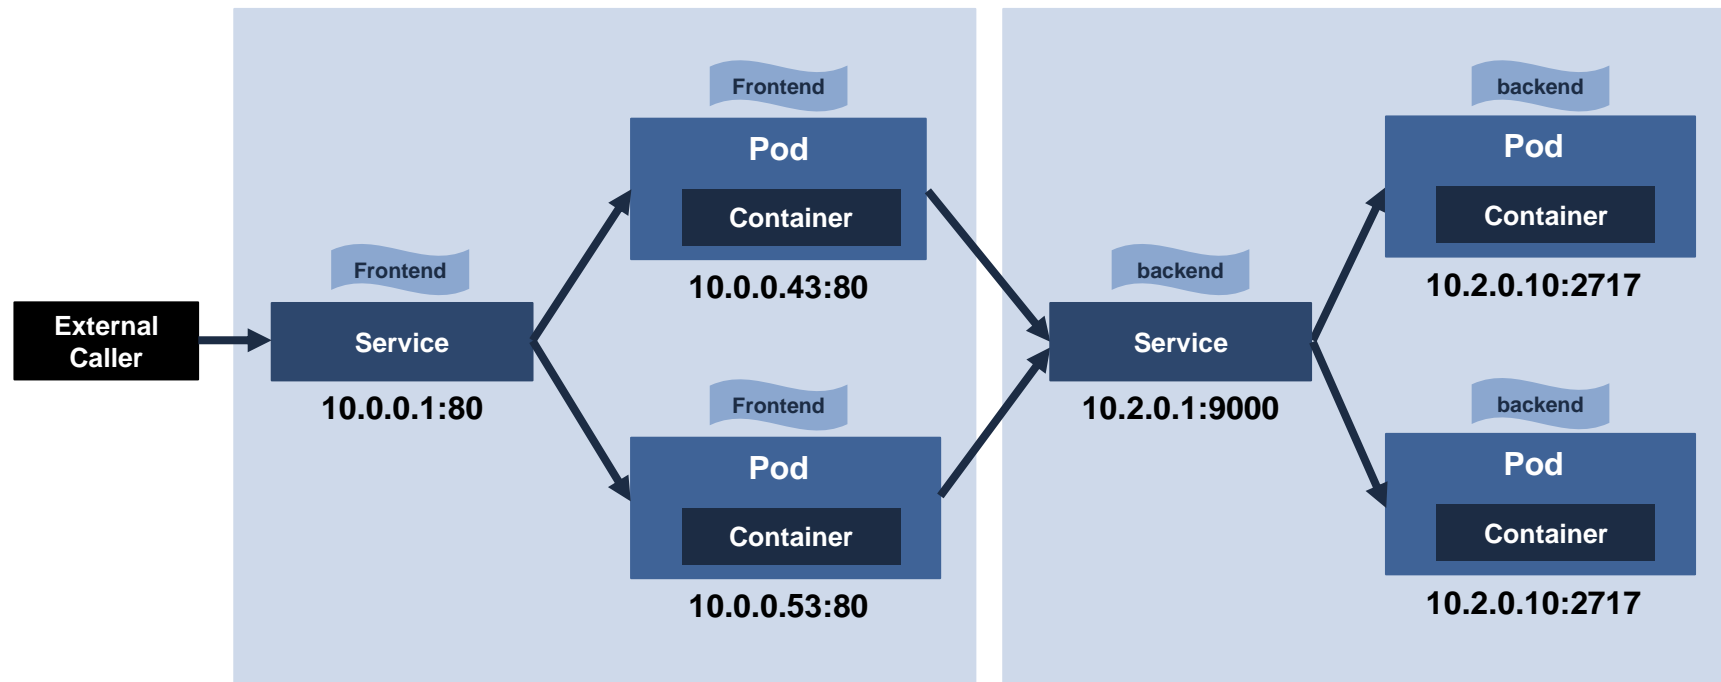 External
Caller
Frontend
Service
10.0.0.1:80
Frontend
Pod
Container
10.0.0.43:80
Frontend
Pod
Container
10.0.0.53:80
backend
Service
10.2.0.1:9000
backend
Pod
Container
10.2.0.10:2717
backend
Pod
Container
10.2.0.10:2717